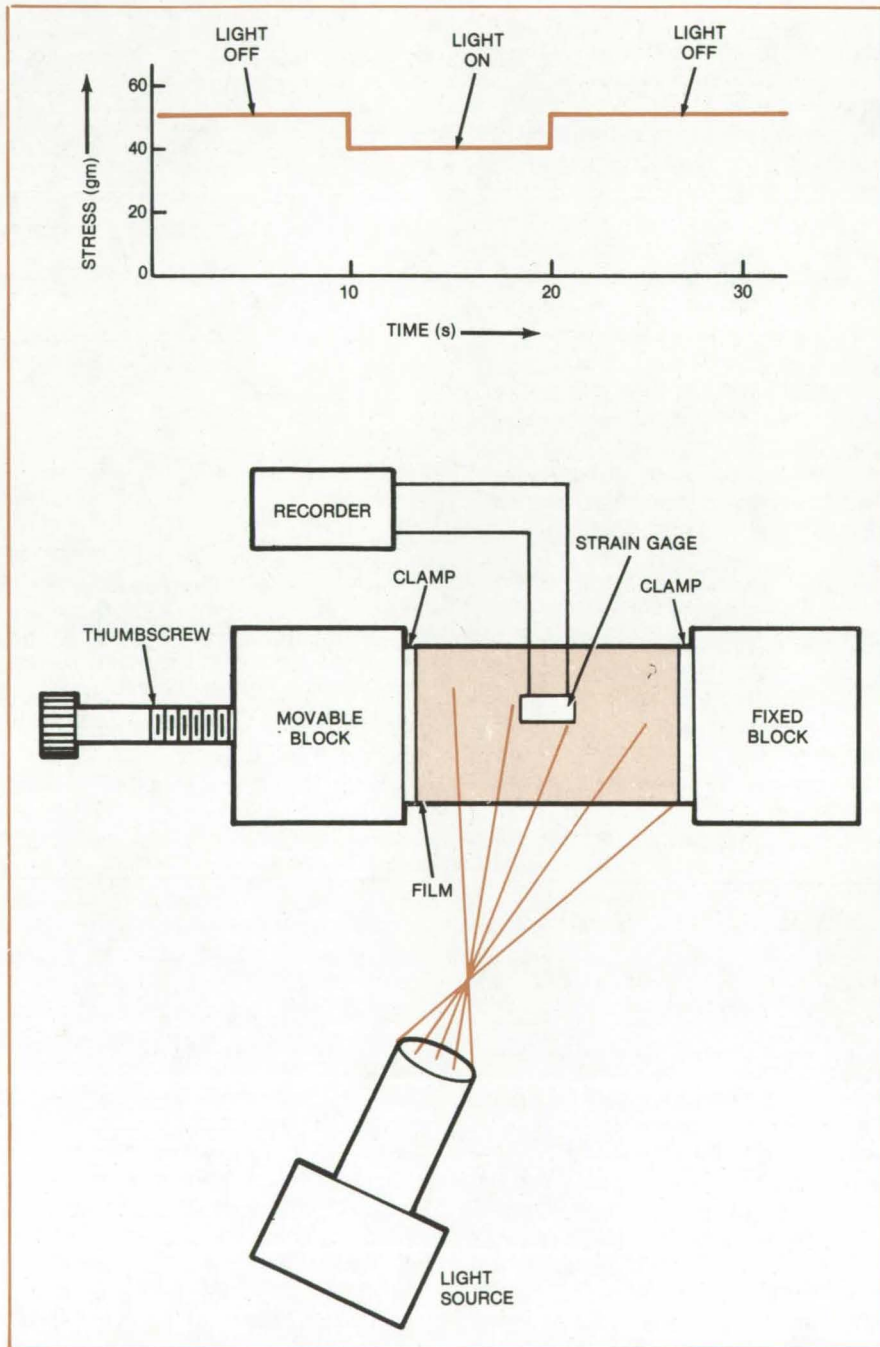 LIGHT
OFF
LIGHT
ON
LIGHT
OFF
60
40
20
0
STRESS (gm)
10
20
30
TIME (s)
RECORDER
STRAIN GAGE
CLAMP
CLAMP
THUMBSCREW
MOVABLE
BLOCK
FIXED
BLOCK
FILM
LIGHT
SOURCE